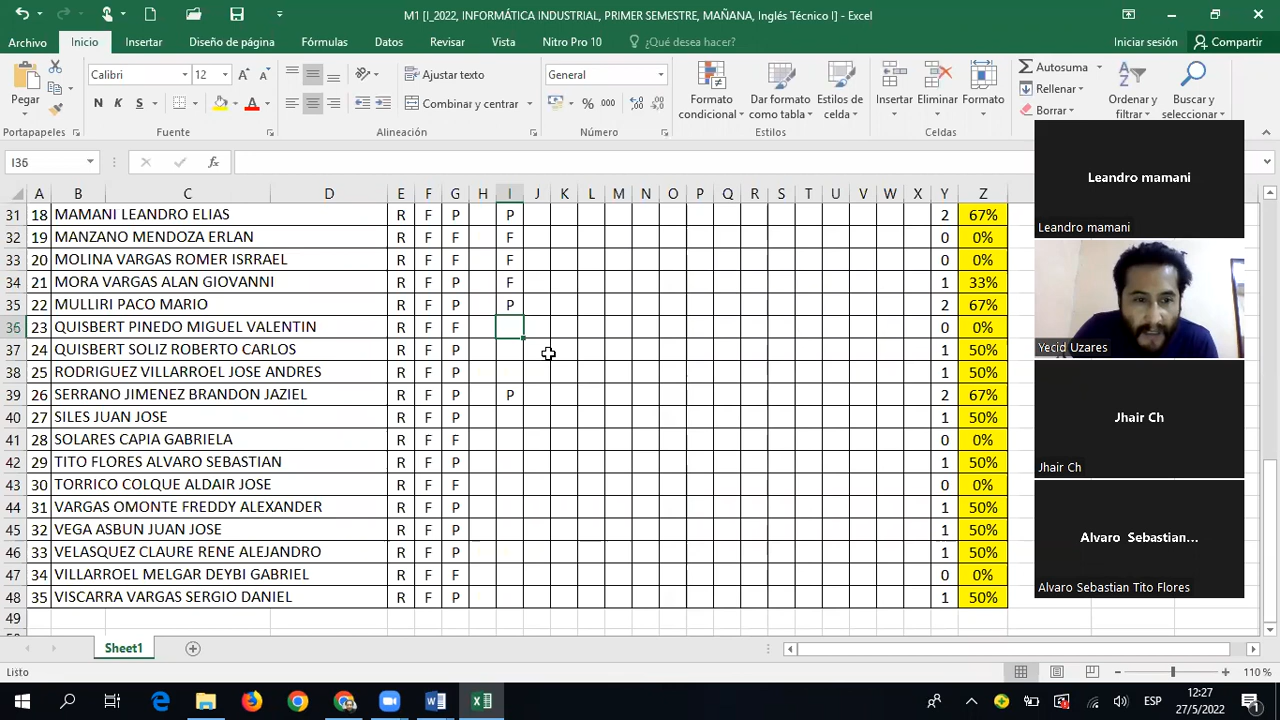 M1 [I_2022, INFORMÁTICA INDUSTRIAL, PRIMER SEMESTRE, MAÑANA, Inglés Técnico I] - Excel
Archivo Inicio Insertar Diseño de página Fórmulas Datos Revisar Vista Nitro Pro 10 ¿Qué desea hacer? Iniciar sesión Compartir
Pegar
Calibri 12
N K S
Ajustar texto
Combinar y centrar
General
% 000
Formato condicional
Dar formato como tabla
Estilos de celda
Insertar
Eliminar
Formato
Autosuma
Rellenar
Borrar
Ordenar y filtrar
Buscar y seleccionar
Portapapeles Fuente Alineación Número Estilos Celdas
I36 fx
A B C D E F G H I J K L M N O P Q R S T U V W X Y Z
31 18 MAMANI LEANDRO ELIAS R F P P 2 67%
32 19 MANZANO MENDOZA ERLAN R F F F 0 0%
33 20 MOLINA VARGAS ROMER ISRRAEL R F F F 0 0%
34 21 MORA VARGAS ALAN GIOVANNI R F P F 1 33%
35 22 MULLIRI PACO MARIO R F P P 2 67%
36 23 QUISBERT PINEDO MIGUEL VALENTIN R F F 0 0%
37 24 QUISBERT SOLIZ ROBERTO CARLOS R F P 1 50%
38 25 RODRIGUEZ VILLARROEL JOSE ANDRES R F P 1 50%
39 26 SERRANO JIMENEZ BRANDON JAZIEL R F P P 2 67%
40 27 SILES JUAN JOSE R F P 1 50%
41 28 SOLARES CAPIA GABRIELA R F F 0 0%
42 29 TITO FLORES ALVARO SEBASTIAN R F P 1 50%
43 30 TORRICO COLQUE ALDAIR JOSE R F F 0 0%
44 31 VARGAS OMONTE FREDDY ALEXANDER R F P 1 50%
45 32 VEGA ASBUN JUAN JOSE R F P 1 50%
46 33 VELASQUEZ CLAURE RENE ALEJANDRO R F P 1 50%
47 34 VILLARROEL MELGAR DEYBI GABRIEL R F F 0 0%
48 35 VISCARRA VARGAS SERGIO DANIEL R F P 1 50%
49
Leandro mamani
Leandro mamani
Yecid Uzares
Jhair Ch
Jhair Ch
Alvaro Sebastian...
Alvaro Sebastian Tito Flores
Sheet1
Listo
110 %
ESP
12:27
27/5/2022